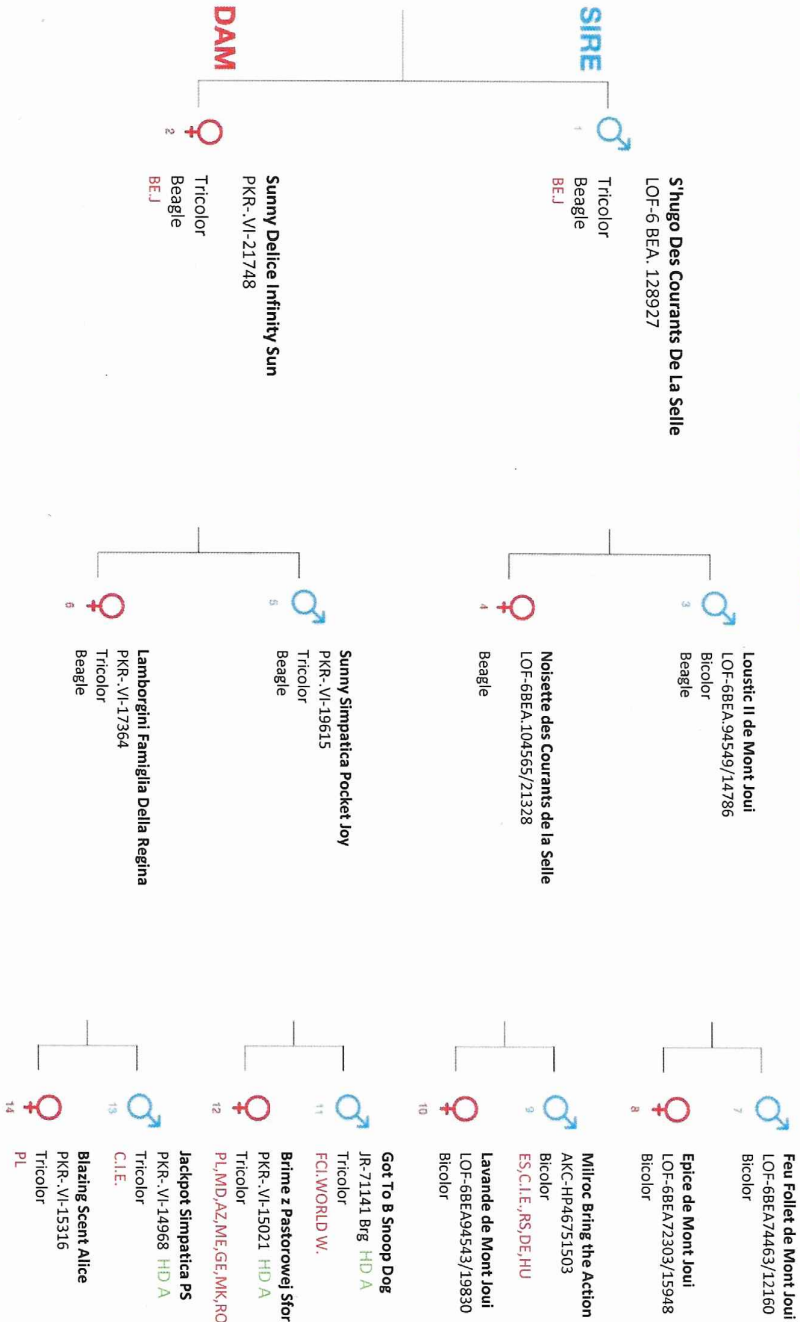 SIRE
1
S'hugo Des Courants De La Selle
LOF-6 BEA. 128927
Tricolor
Beagle
BEJ
DAM
2
Sunny Delice Infinity Sun
PKR-.VI-21748
Tricolor
Beagle
BEJ
3
Loustic II de Mont Joui
LOF-6BEA.94549/14786
Bicolor
Beagle
4
Noisette des Courants de la Selle
LOF-6BEA.104565/21328
Beagle
5
Sunny Simpatica Pocket Joy
PKR-.VI-19615
Tricolor
Beagle
6
Lamborgini Famiglia Della Regina
PKR-.VI-17364
Tricolor
Beagle
7
Feu Follet de Mont Joui
LOF-6BEA74463/12160
Bicolor
8
Epice de Mont Joui
LOF-6BEA72303/15948
Bicolor
9
Milroc Bring the Action
AKC-HP46751503
Bicolor
ES,C.I.E.,RS,DE,HU
10
Lavande de Mont Joui
LOF-6BEA94543/19830
Bicolor
11
Got To B Snoop Dog
JR-71141 Brg HD A
Tricolor
FCI.WORLD W.
12
Brime z Pastorowej Sfor
PKR-.VI-15021 HD A
Tricolor
PL,MD,AZ,ME,GE,MK,RO
13
Jackpot Simpatica PS
PKR-.VI-14968 HD A
Tricolor
C.I.E.
14
Blazing Scent Alice
PKR-.VI-15316
Tricolor
PL